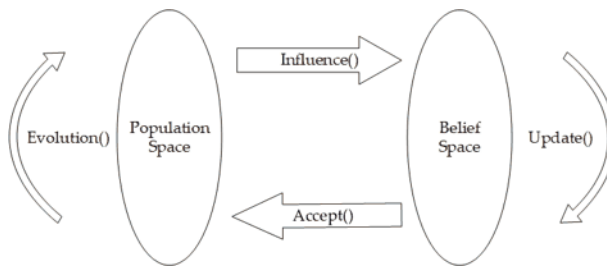 Influence()
Evolution()
Population
Space
Belief
Space
Update()
Accept()